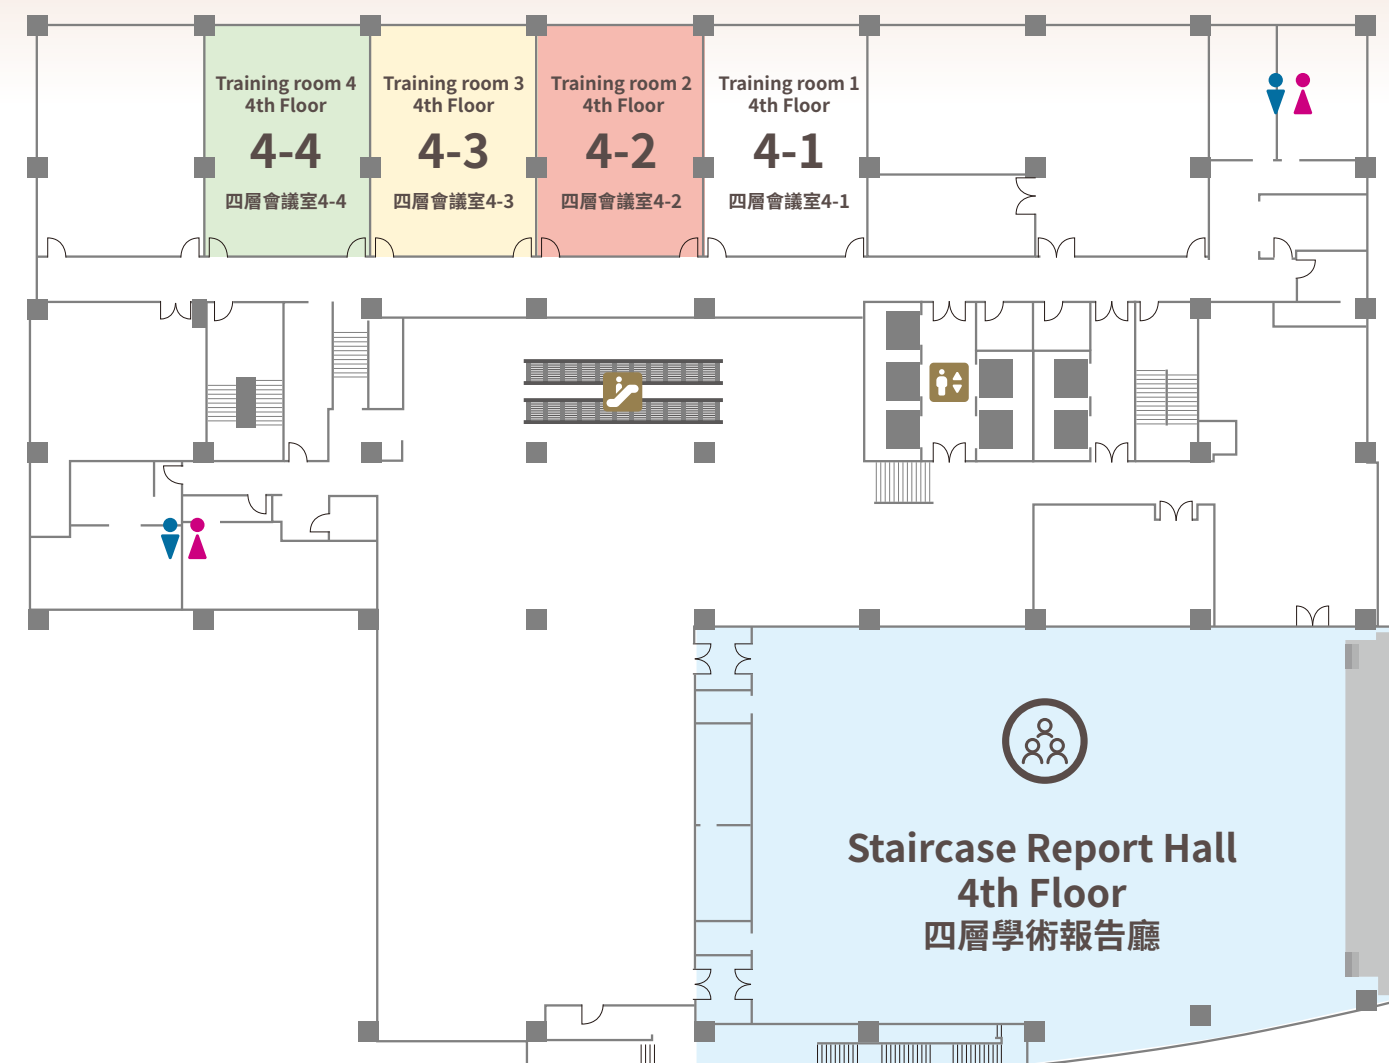 Training room 4
4th Floor
4-4
四層會議室4-4
Training room 3
4th Floor
4-3
四層會議室4-3
Training room 2
4th Floor
4-2
四層會議室4-2
Training room 1
4th Floor
4-1
四層會議室4-1
Staircase Report Hall
4th Floor
四層學術報告廳